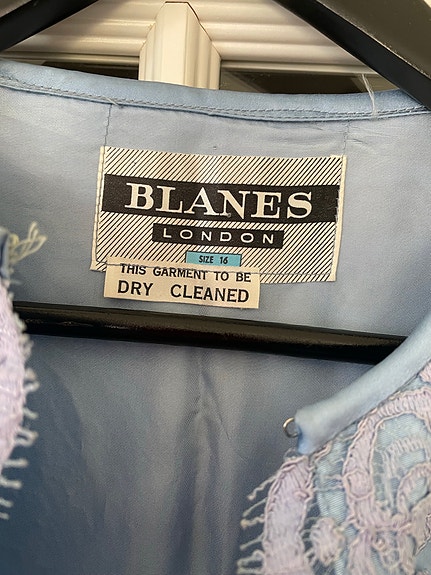 BLANES
LONDON
SIZE 16
THIS GARMENT TO BE
DRY CLEANED